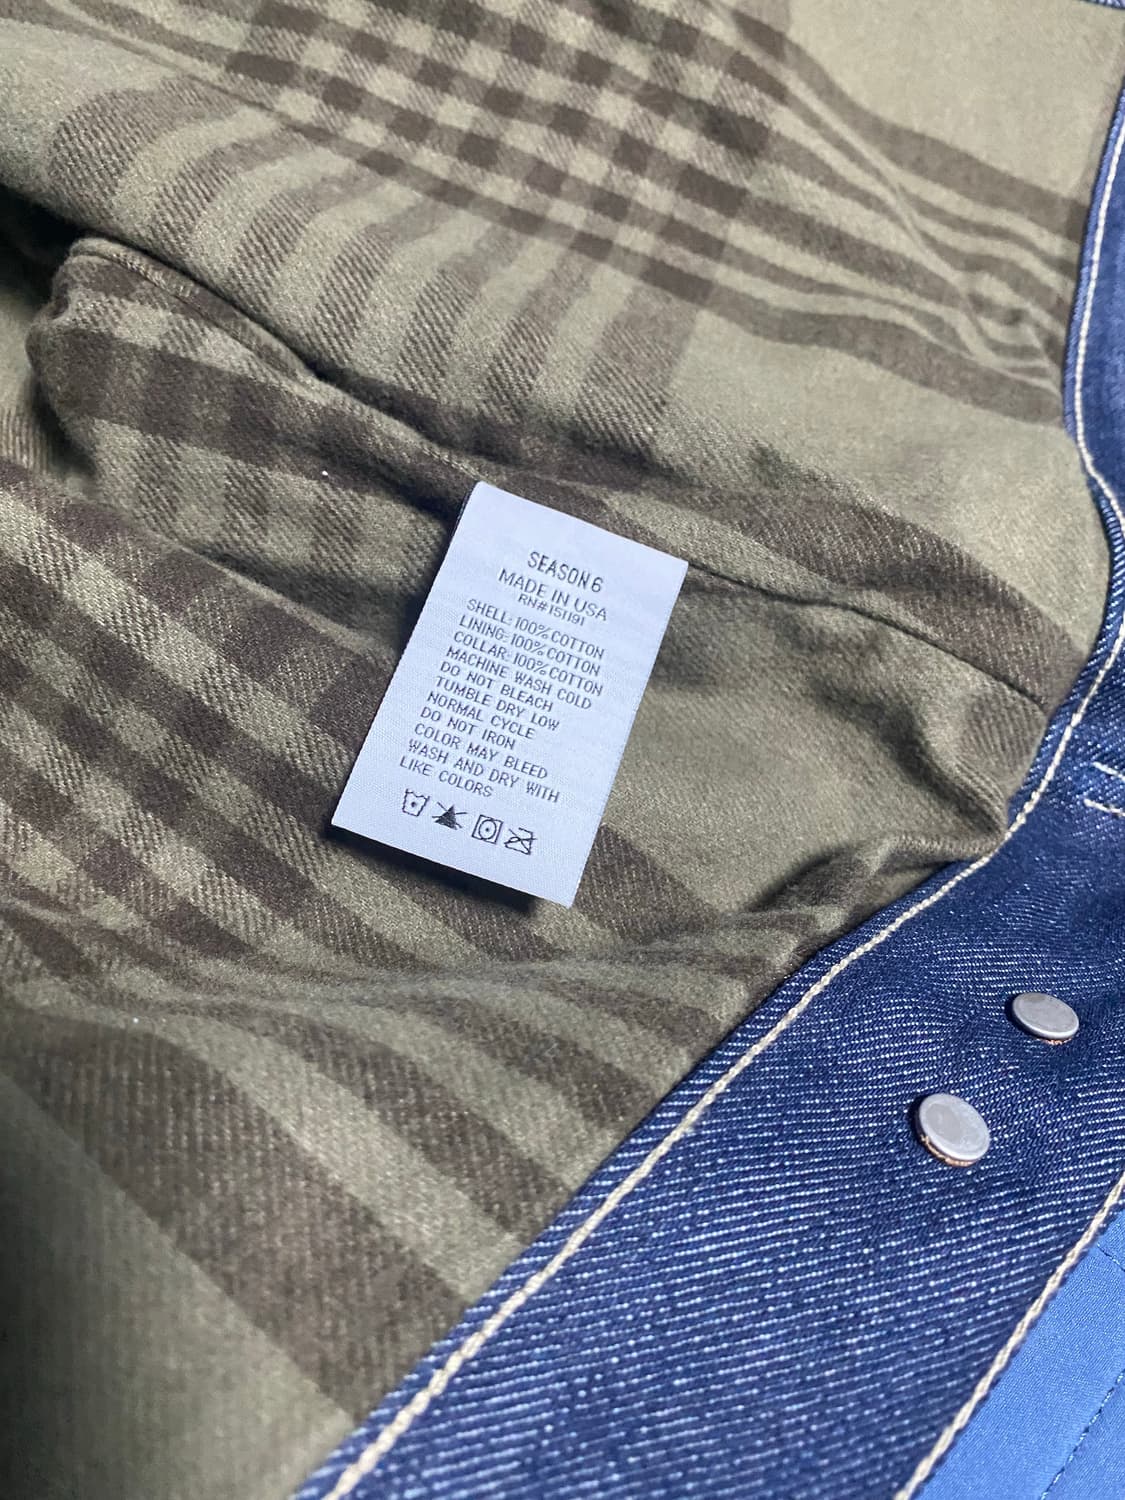 SEASON 6
MADE IN USA
RN#151191
SHELL: 100% COTTON
LINING: 100% COTTON
COLLAR: 100% COTTON
MACHINE WASH COLD
DO NOT BLEACH
TUMBLE DRY LOW
NORMAL CYCLE
DO NOT IRON
COLOR MAY BLEED
WASH AND DRY WITH
LIKE COLORS